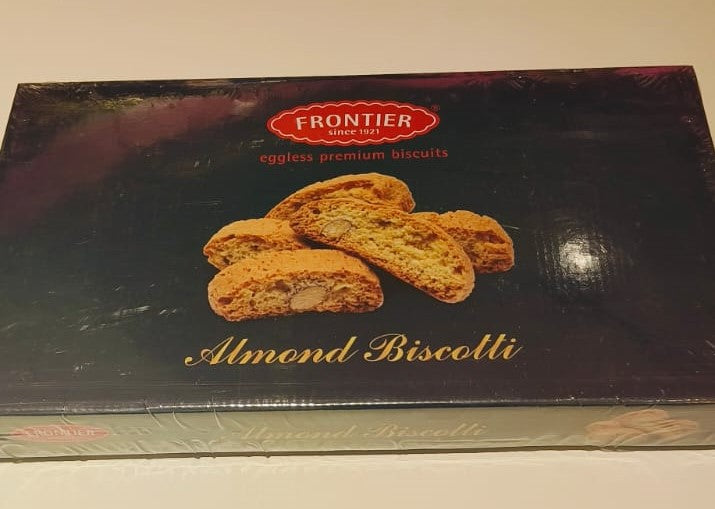 FRONTIER
since 1921
eggless premium biscuits
Almond Biscotti
FRONTIER
Almond Biscotti